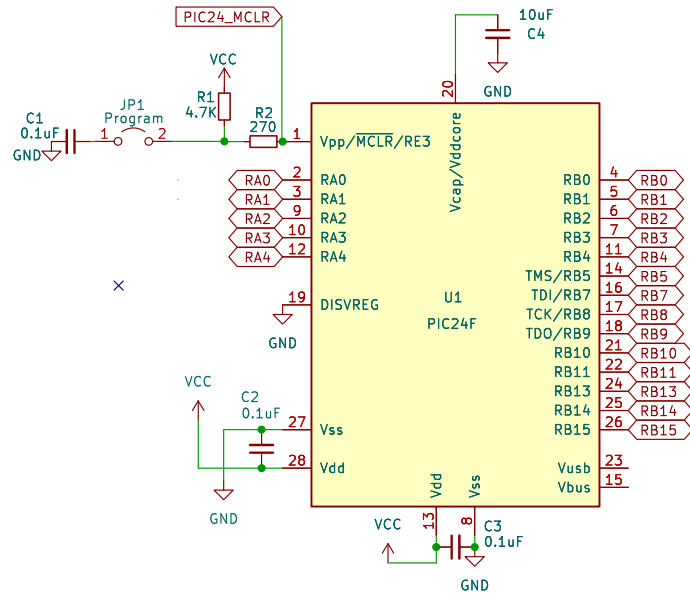 PIC24_MCLR
10uF
C4
GND
VCC
R1
4.7K
R2
270
JP1
Program
1
2
C1
0.1uF
GND
20
Vcap/Vddcore
1 Vpp/MCLR/RE3
RA0 2 RA0
RA1 3 RA1
RA2 9 RA2
RA3 10 RA3
RA4 12 RA4
19 DISVREG
GND
U1
PIC24F
RB0 4 RB0
RB1 5 RB1
RB2 6 RB2
RB3 7 RB3
RB4 11 RB4
TMS/RB5 14 RB5
TDI/RB7 16 RB7
TCK/RB8 17 RB8
TDO/RB9 18 RB9
RB10 21 RB10
RB11 22 RB11
RB13 24 RB13
RB14 25 RB14
RB15 26 RB15
Vusb 23
Vbus 15
VCC
C2
0.1uF
27 Vss
28 Vdd
GND
Vdd
13
Vss
8
VCC
C3
0.1uF
GND